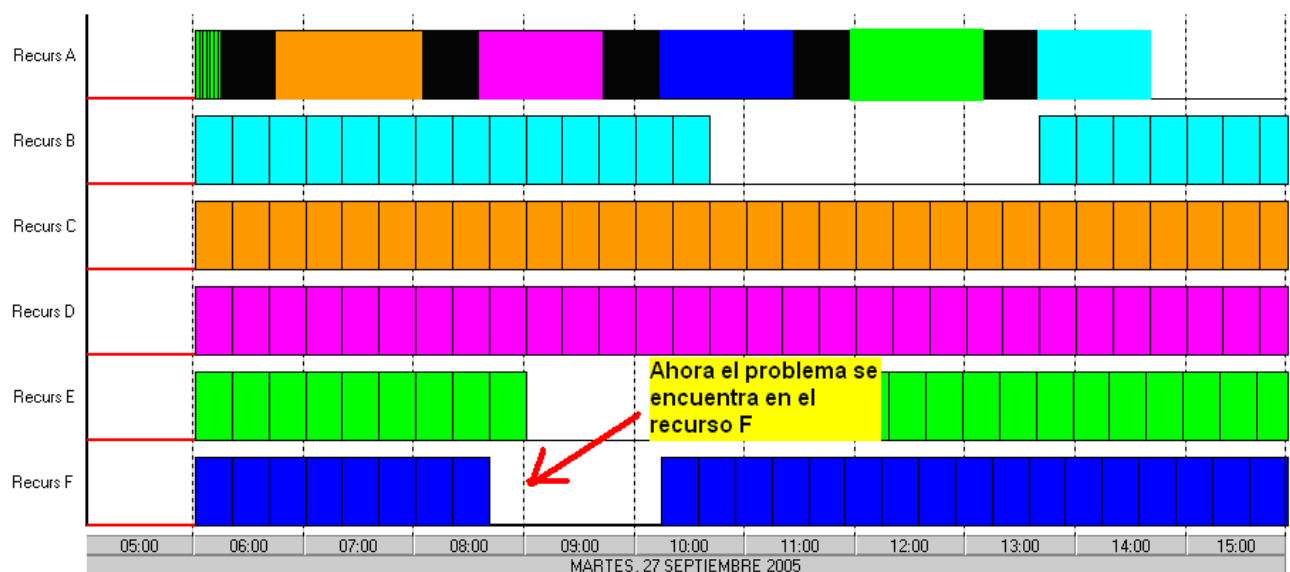 Recurs A
Recurs B
Recurs C
Recurs D
Recurs E
Ahora el problema se
encuentra en el
recurso F
Recurs F
05:00 06:00 07:00 08:00 09:00 10:00 11:00 12:00 13:00 14:00 15:00
MARTES, 27 SEPTIEMBRE 2005